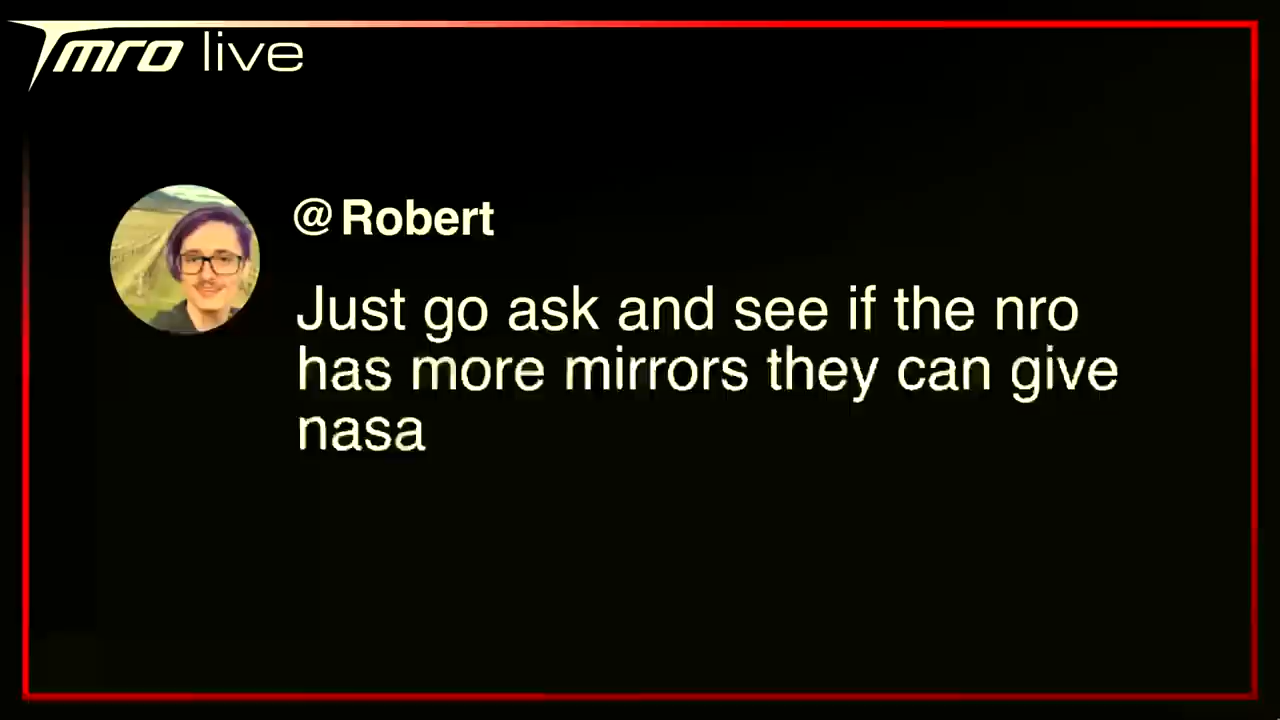 Tmro live
@Robert
Just go ask and see if the nro
has more mirrors they can give
nasa